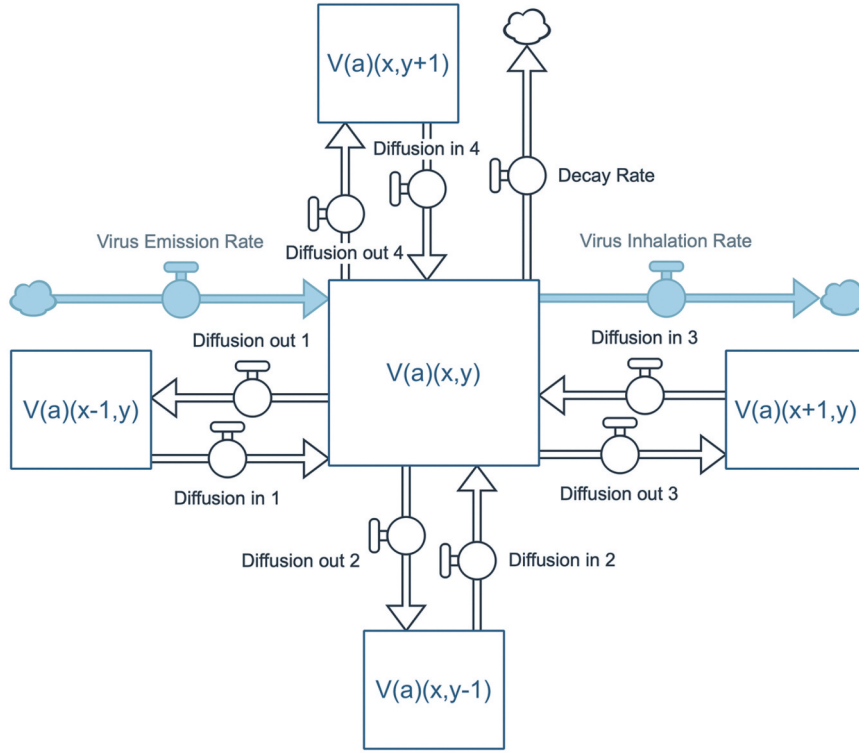 V(a)(x,y+1)
Diffusion in 4
Decay Rate
Virus Emission Rate
Diffusion out 4
Virus Inhalation Rate
Diffusion out 1
Diffusion in 3
V(a)(x-1,y)
V(a)(x,y)
V(a)(x+1,y)
Diffusion in 1
Diffusion out 3
Diffusion out 2
Diffusion in 2
V(a)(x,y-1)